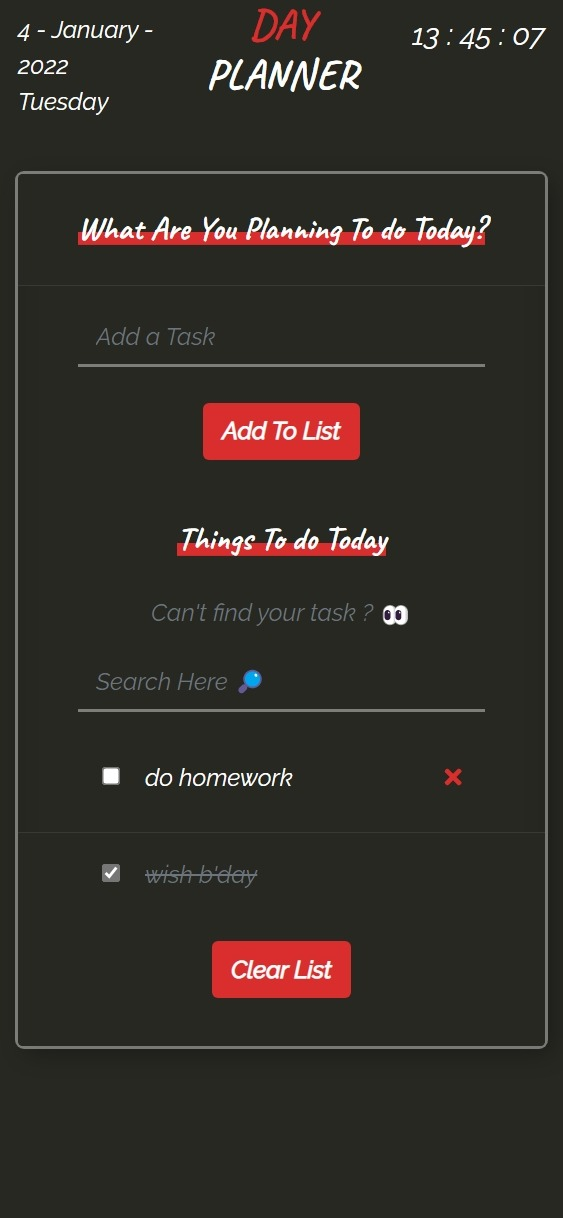 4 - January -
2022
Tuesday
DAY
PLANNER
13 : 45 : 07
What Are You Planning To do Today?
Add a Task
Add To List
Things To do Today
Can't find your task ? 👀
Search Here 🔎
do homework
wish b'day
Clear List